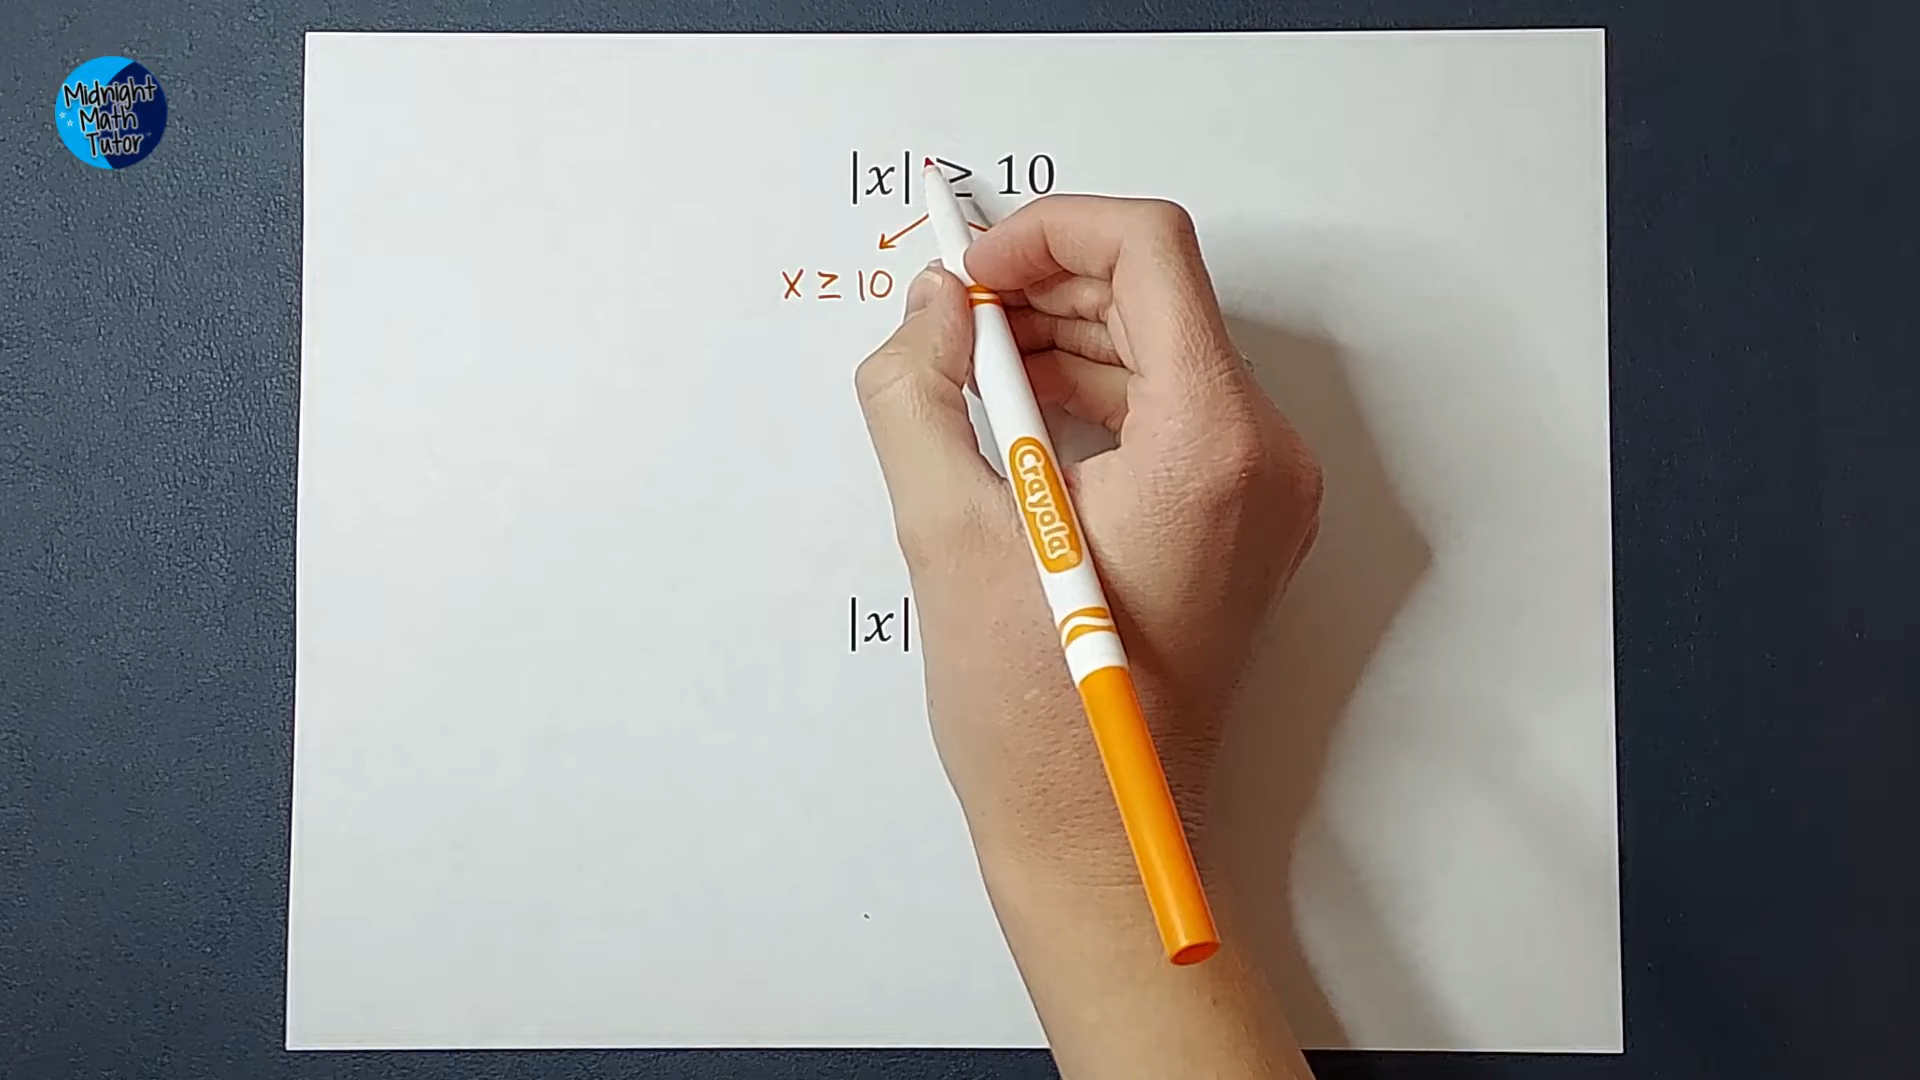 Midnight
Math
Tutor
|x| ≥ 10
x ≥ 10
Crayola
|x|